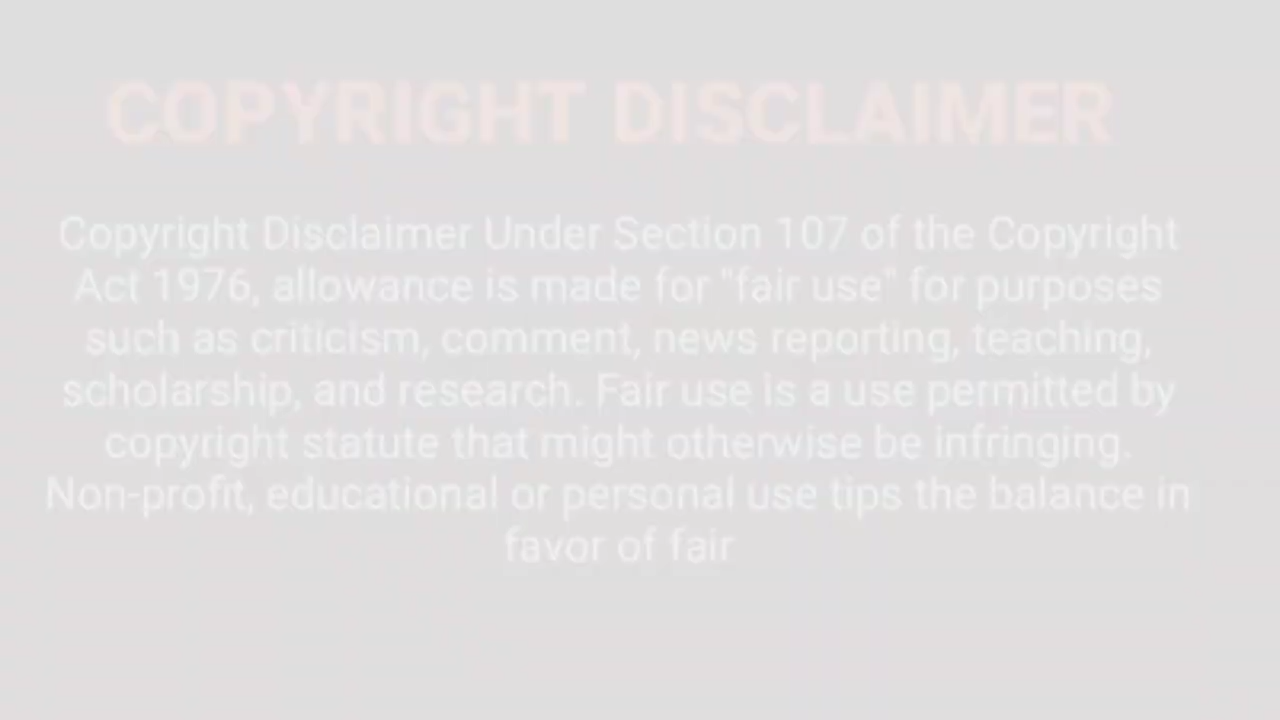 COPYRIGHT DISCLAIMER
Copyright Disclaimer Under Section 107 of the Copyright
Act 1976, allowance is made for "fair use" for purposes
such as criticism, comment, news reporting, teaching,
scholarship, and research. Fair use is a use permitted by
copyright statute that might otherwise be infringing.
Non-profit, educational or personal use tips the balance in
favor of fair